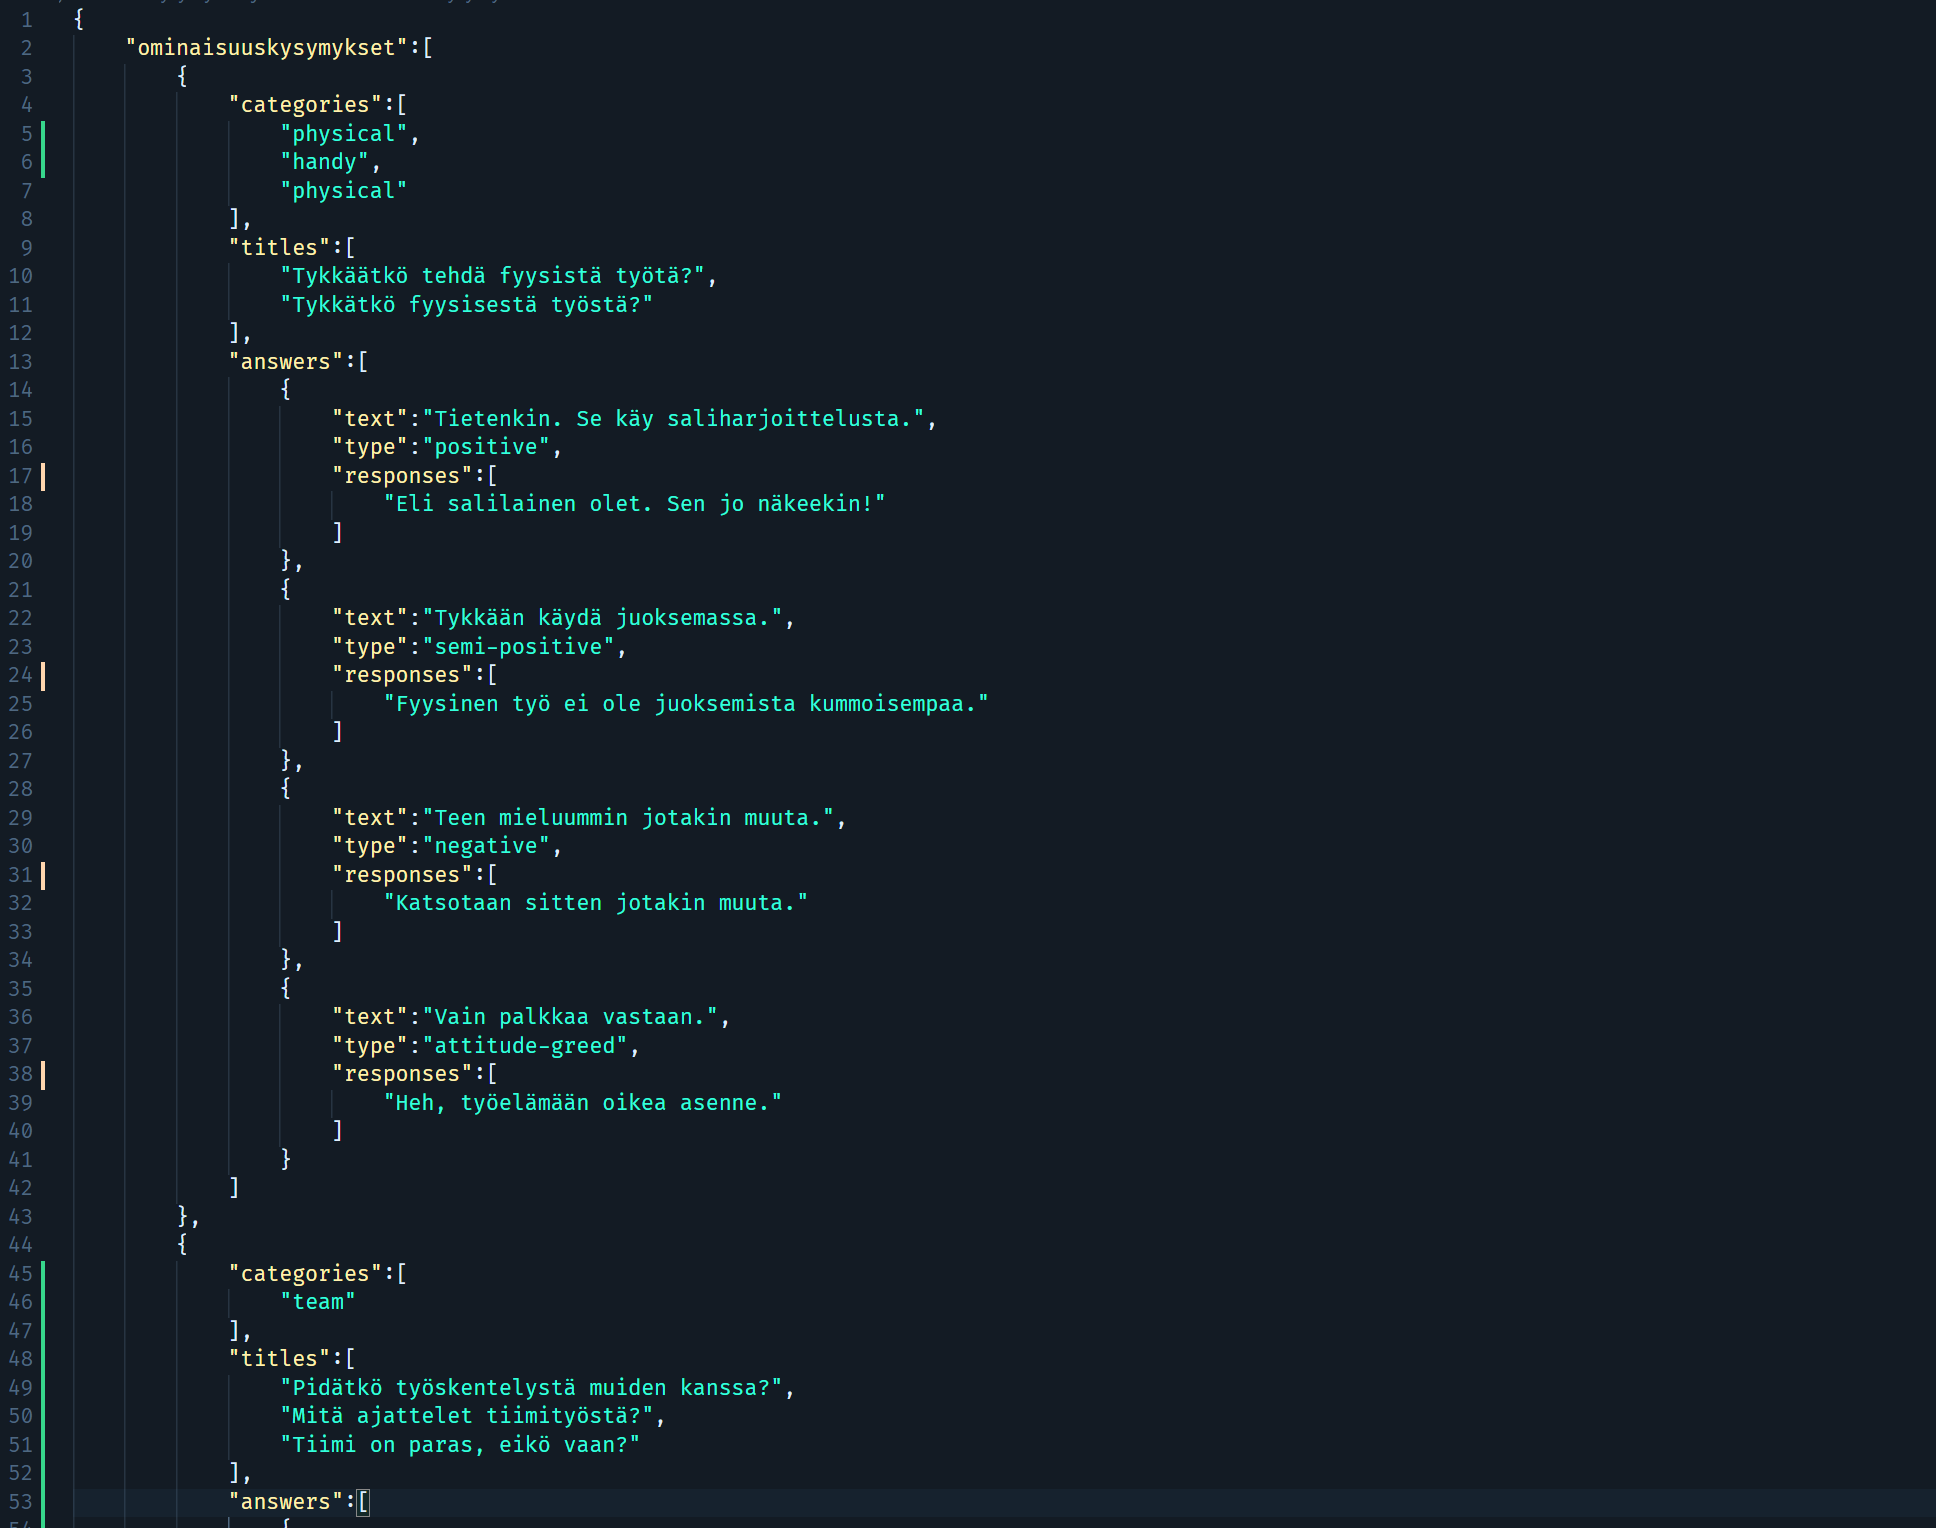 1 {
2 "ominaisuuskysymykset":[
3 {
4 "categories":[
5 "physical",
6 "handy",
7 "physical"
8 ],
9 "titles":[
10 "Tykkäätkö tehdä fyysistä työtä?",
11 "Tykkätkö fyysisestä työstä?"
12 ],
13 "answers":[
14 {
15 "text":"Tietenkin. Se käy saliharjoittelusta.",
16 "type":"positive",
17 "responses":[
18 "Eli salilainen olet. Sen jo näkeekin!"
19 ]
20 },
21 {
22 "text":"Tykkään käydä juoksemassa.",
23 "type":"semi-positive",
24 "responses":[
25 "Fyysinen työ ei ole juoksemista kummoisempaa."
26 ]
27 },
28 {
29 "text":"Teen mieluummin jotakin muuta.",
30 "type":"negative",
31 "responses":[
32 "Katsotaan sitten jotakin muuta."
33 ]
34 },
35 {
36 "text":"Vain palkkaa vastaan.",
37 "type":"attitude-greed",
38 "responses":[
39 "Heh, työelämään oikea asenne."
40 ]
41 }
42 ]
43 },
44 {
45 "categories":[
46 "team"
47 ],
48 "titles":[
49 "Pidätkö työskentelystä muiden kanssa?",
50 "Mitä ajattelet tiimityöstä?",
51 "Tiimi on paras, eikö vaan?"
52 ],
53 "answers":[
54 {